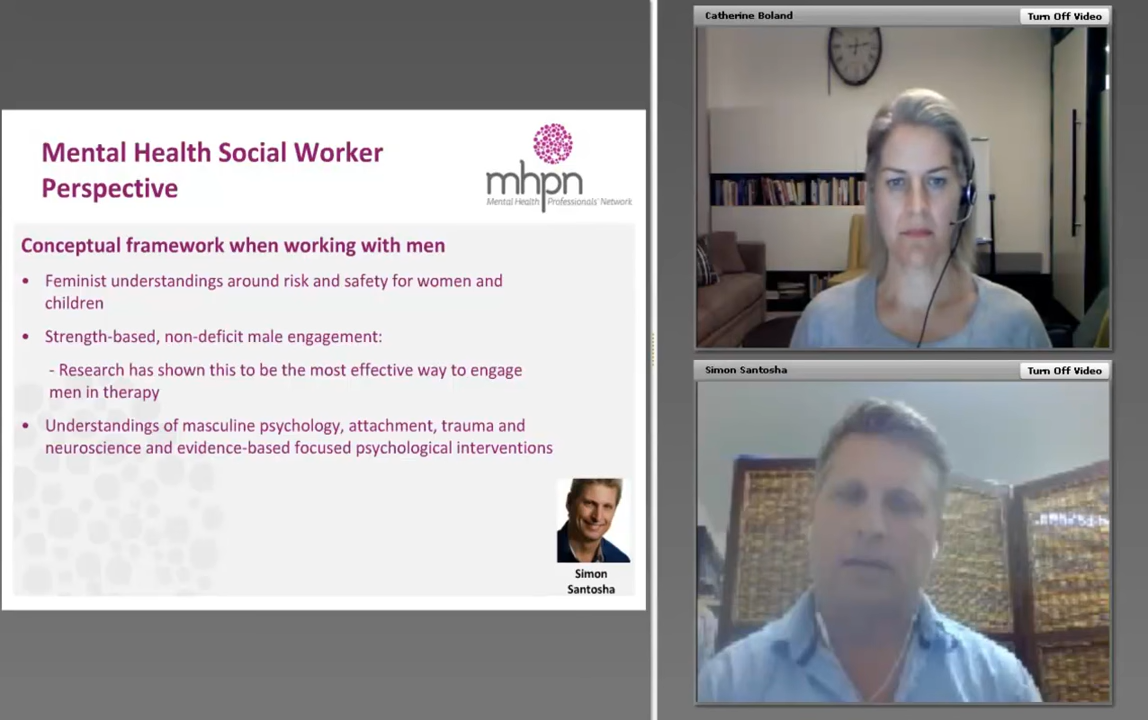 Mental Health Social Worker
Perspective
mhpn
Mental Health Professionals' Network
Conceptual framework when working with men
• Feminist understandings around risk and safety for women and
children
• Strength-based, non-deficit male engagement:
- Research has shown this to be the most effective way to engage
men in therapy
• Understandings of masculine psychology, attachment, trauma and
neuroscience and evidence-based focused psychological interventions
Simon
Santosha
Catherine Boland
Turn Off Video
Simon Santosha
Turn Off Video